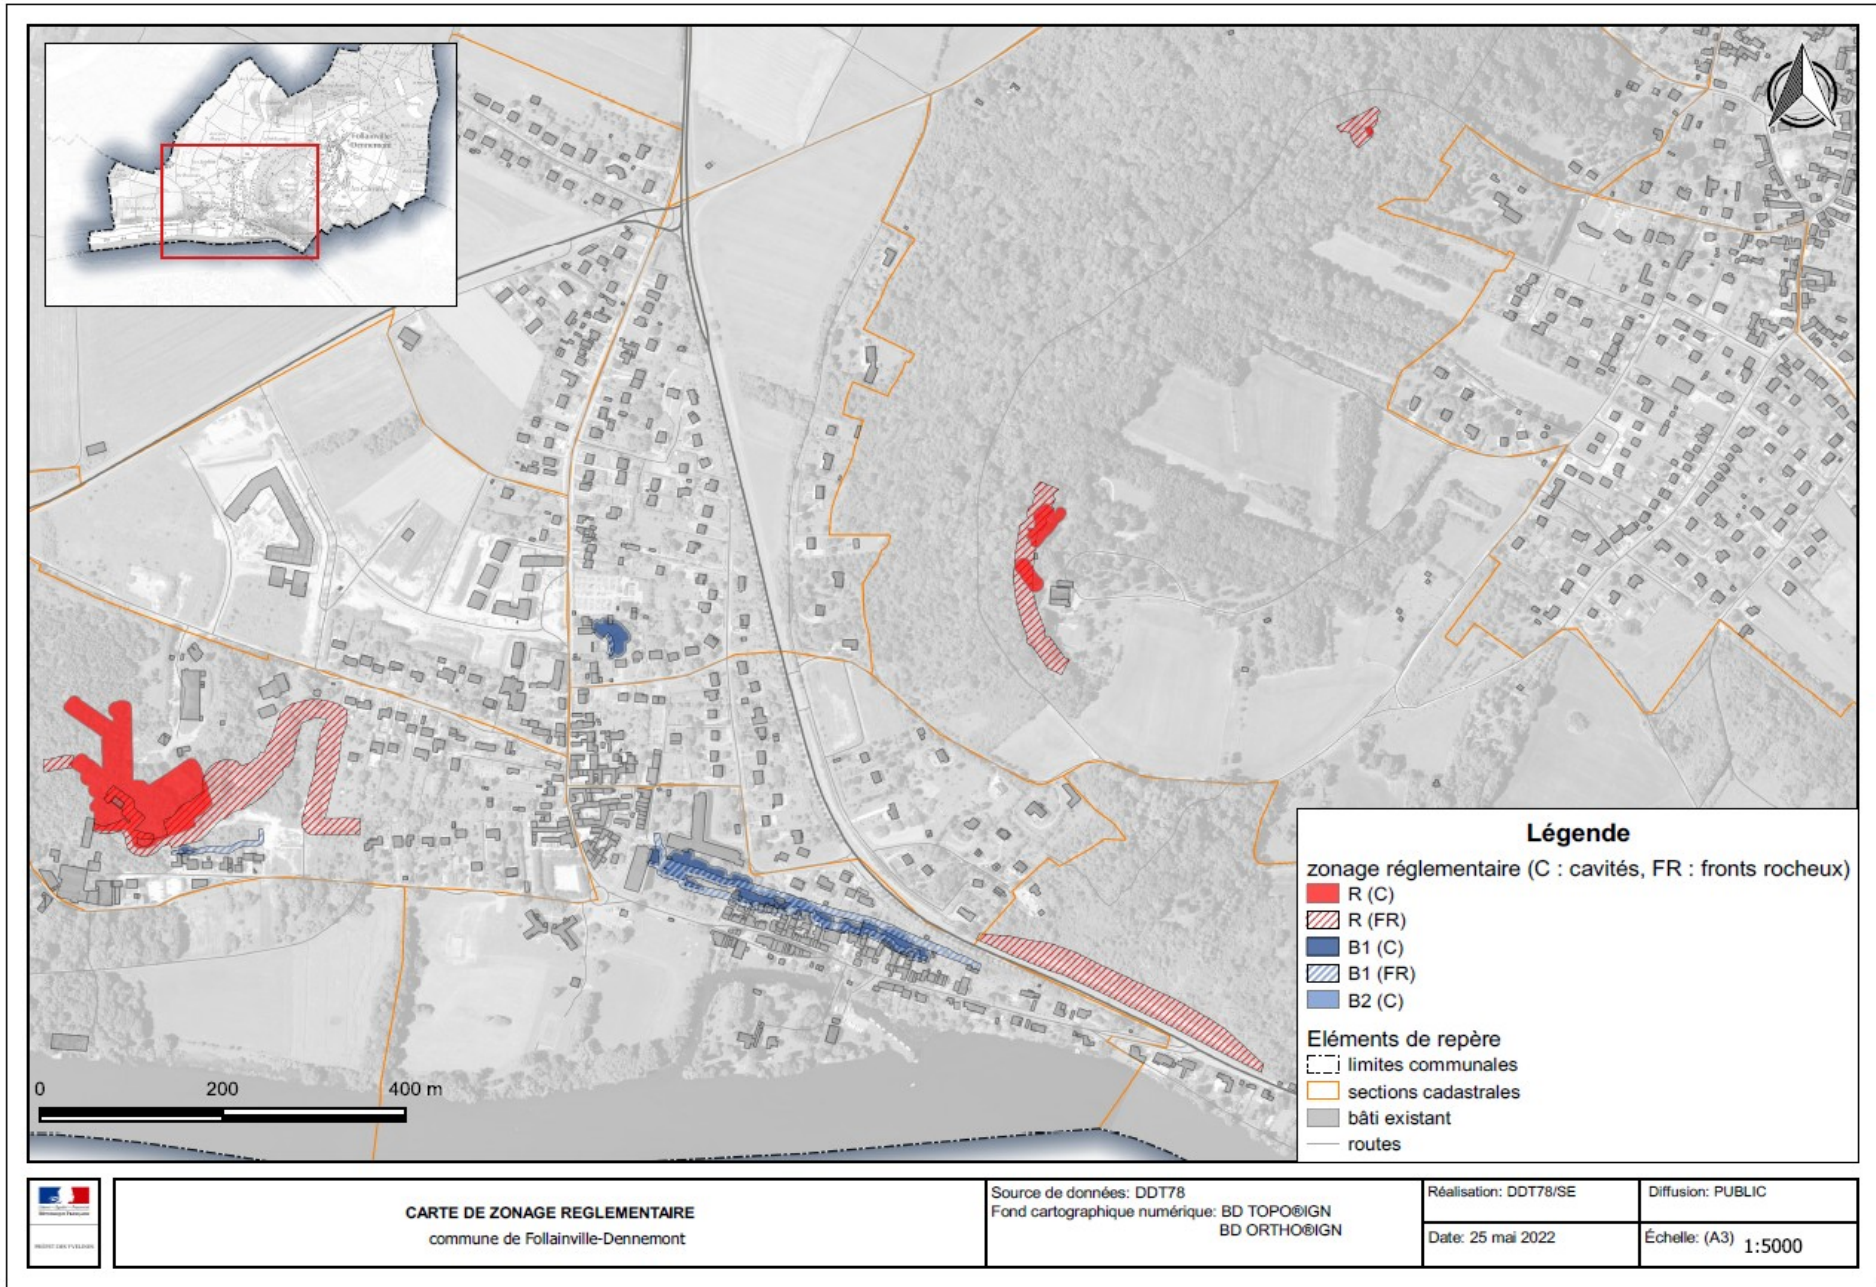 Follainville
Dennemont
Légende
zonage réglementaire (C : cavités, FR : fronts rocheux)
R (C)
R (FR)
B1 (C)
B1 (FR)
B2 (C)
Eléments de repère
limites communales
sections cadastrales
bâti existant
routes
0 200 400 m
CARTE DE ZONAGE REGLEMENTAIRE
commune de Follainville-Dennemont
Source de données: DDT78
Fond cartographique numérique: BD TOPO®IGN
BD ORTHO®IGN
Réalisation: DDT78/SE
Diffusion: PUBLIC
Date: 25 mai 2022
Échelle: (A3) 1:5000